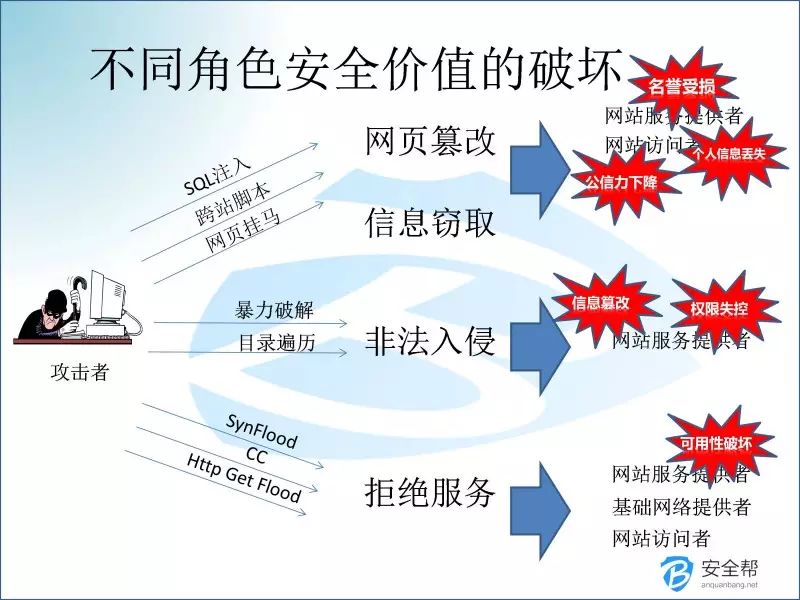 不同角色安全价值的破坏
名誉受损
网站服务提供者
网站访问者
个人信息丢失
公信力下降
SQL注入
跨站脚本
网页挂马
网页篡改
信息窃取
攻击者
暴力破解
目录遍历
非法入侵
信息篡改
权限失控
网站服务提供者
SynFlood
CC
Http Get Flood
拒绝服务
可用性破坏
网站服务提供者
基础网络提供者
网站访问者
安全帮
anquanbang.net